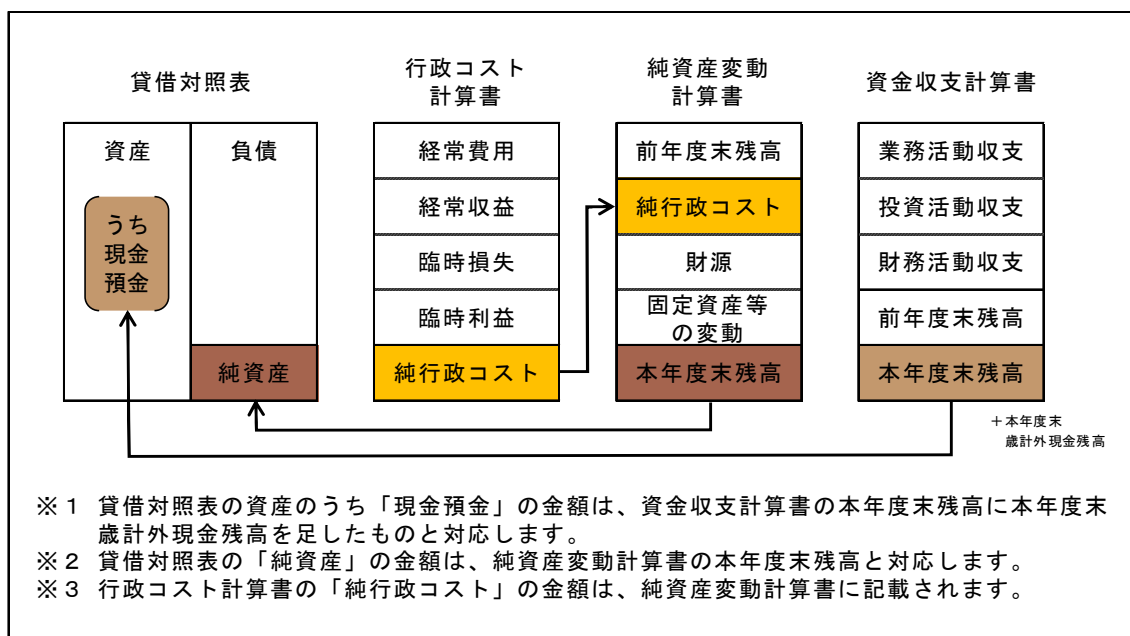 貸借対照表
資産
うち
現金
預金
負債
純資産
行政コスト
計算書
経常費用
経常収益
臨時損失
臨時利益
純行政コスト
純資産変動
計算書
前年度末残高
純行政コスト
財源
固定資産等
の変動
本年度末残高
資金収支計算書
業務活動収支
投資活動収支
財務活動収支
前年度末残高
本年度末残高
＋本年度末
歳計外現金残高
※１ 貸借対照表の資産のうち「現金預金」の金額は、資金収支計算書の本年度末残高に本年度末
歳計外現金残高を足したものと対応します。
※２ 貸借対照表の「純資産」の金額は、純資産変動計算書の本年度末残高と対応します。
※３ 行政コスト計算書の「純行政コスト」の金額は、純資産変動計算書に記載されます。